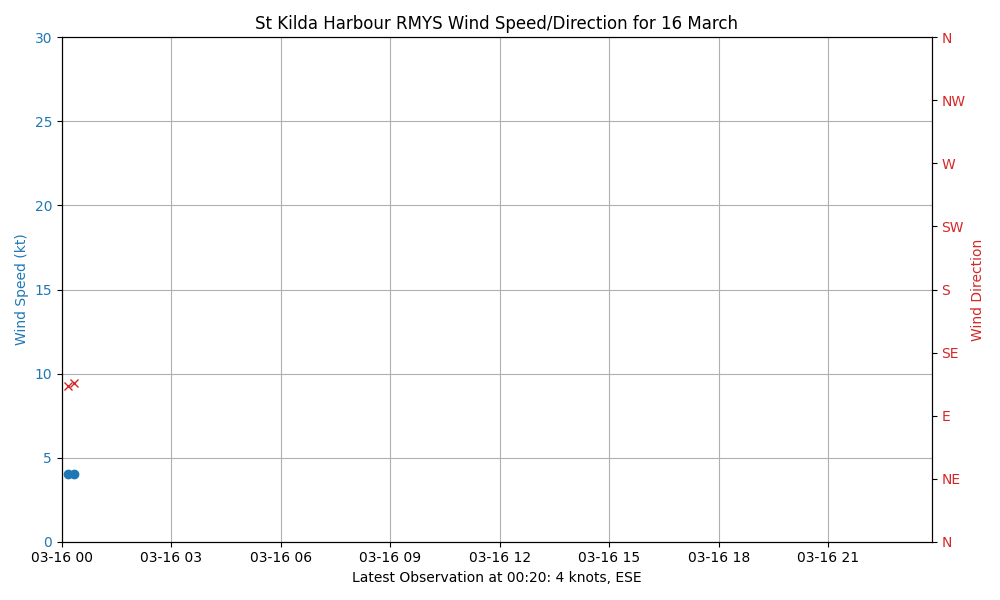 St Kilda Harbour RMYS Wind Speed/Direction for 16 March
30
25
20
15
10
5
0
Wind Speed (kt)
N
NW
W
SW
S
SE
E
NE
N
Wind Direction
03-16 00
03-16 03
03-16 06
03-16 09
03-16 12
03-16 15
03-16 18
03-16 21
Latest Observation at 00:20: 4 knots, ESE